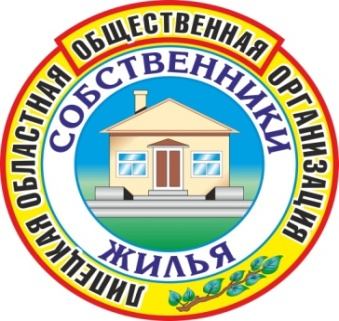 ЛИПЕЦКАЯ ОБЛАСТНАЯ ОБЩЕСТВЕННАЯ ОРГАНИЗАЦИЯ
СОБСТВЕННИКИ
ЖИЛЬЯ